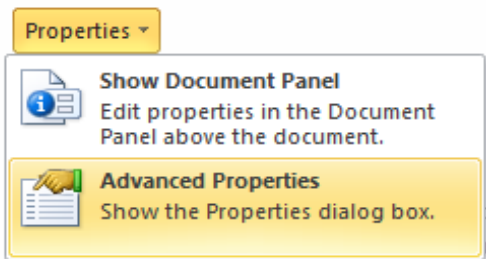 Properties
Show Document Panel
Edit properties in the Document
Panel above the document.
Advanced Properties
Show the Properties dialog box.